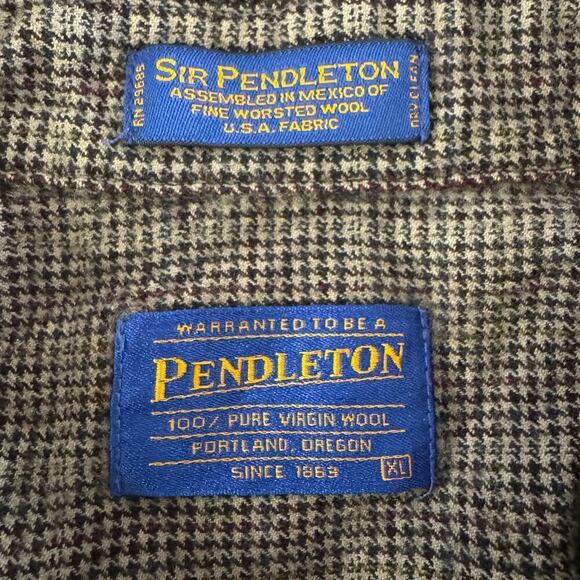 RN 29685
SIR PENDLETON
ASSEMBLED IN MEXICO OF
FINE WORSTED WOOL
U.S.A. FABRIC
DRY CLEAN
WARRANTED TO BE A
PENDLETON
100% PURE VIRGIN WOOL
PORTLAND, OREGON
SINCE 1863
XL